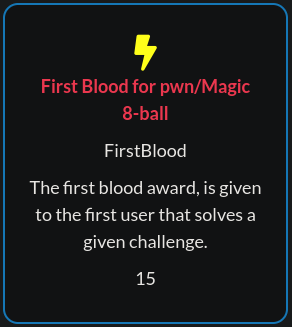 First Blood for pwn/Magic
8-ball
FirstBlood
The first blood award, is given
to the first user that solves a
given challenge.
15